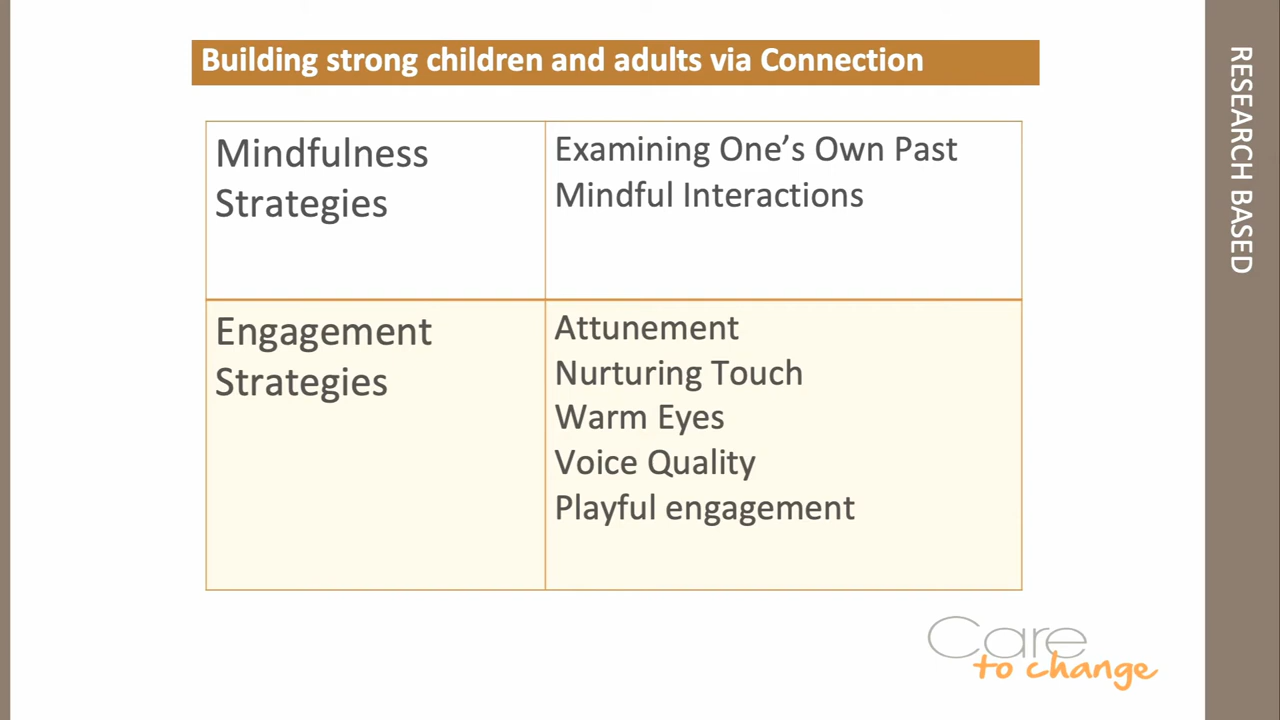 Building strong children and adults via Connection
Mindfulness
Strategies
Examining One’s Own Past
Mindful Interactions
Engagement
Strategies
Attunement
Nurturing Touch
Warm Eyes
Voice Quality
Playful engagement
RESEARCH BASED
Care
to change